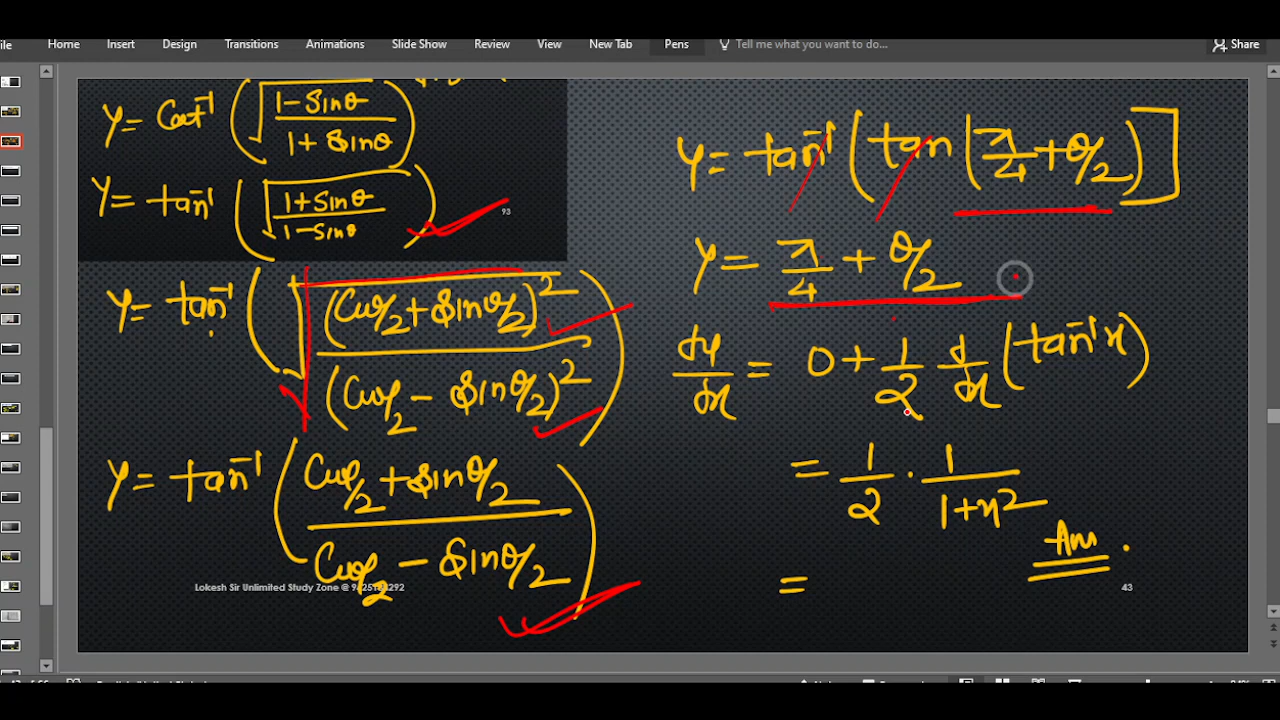 File Home Insert Design Transitions Animations Slide Show Review View New Tab Pens Tell me what you want to do... Share
y = Cot⁻¹ (√(1 - Sinθ / 1 + Sinθ))
y = tan⁻¹ (√(1 + Sinθ / 1 - Sinθ))
93
y = tan⁻¹ (√((Cosθ/2 + Sinθ/2)² / (Cosθ/2 - Sinθ/2)²))
y = tan⁻¹ (Cosθ/2 + Sinθ/2 / Cosθ/2 - Sinθ/2)
Lokesh Sir Unlimited Study Zone @
y = tan⁻¹ (tan (π/4 + θ/2)]
y = π/4 + θ/2
dy/dx = 0 + 1/2 d/dx (tan⁻¹x)
= 1/2 . 1/1+x²
Ans.
=
43